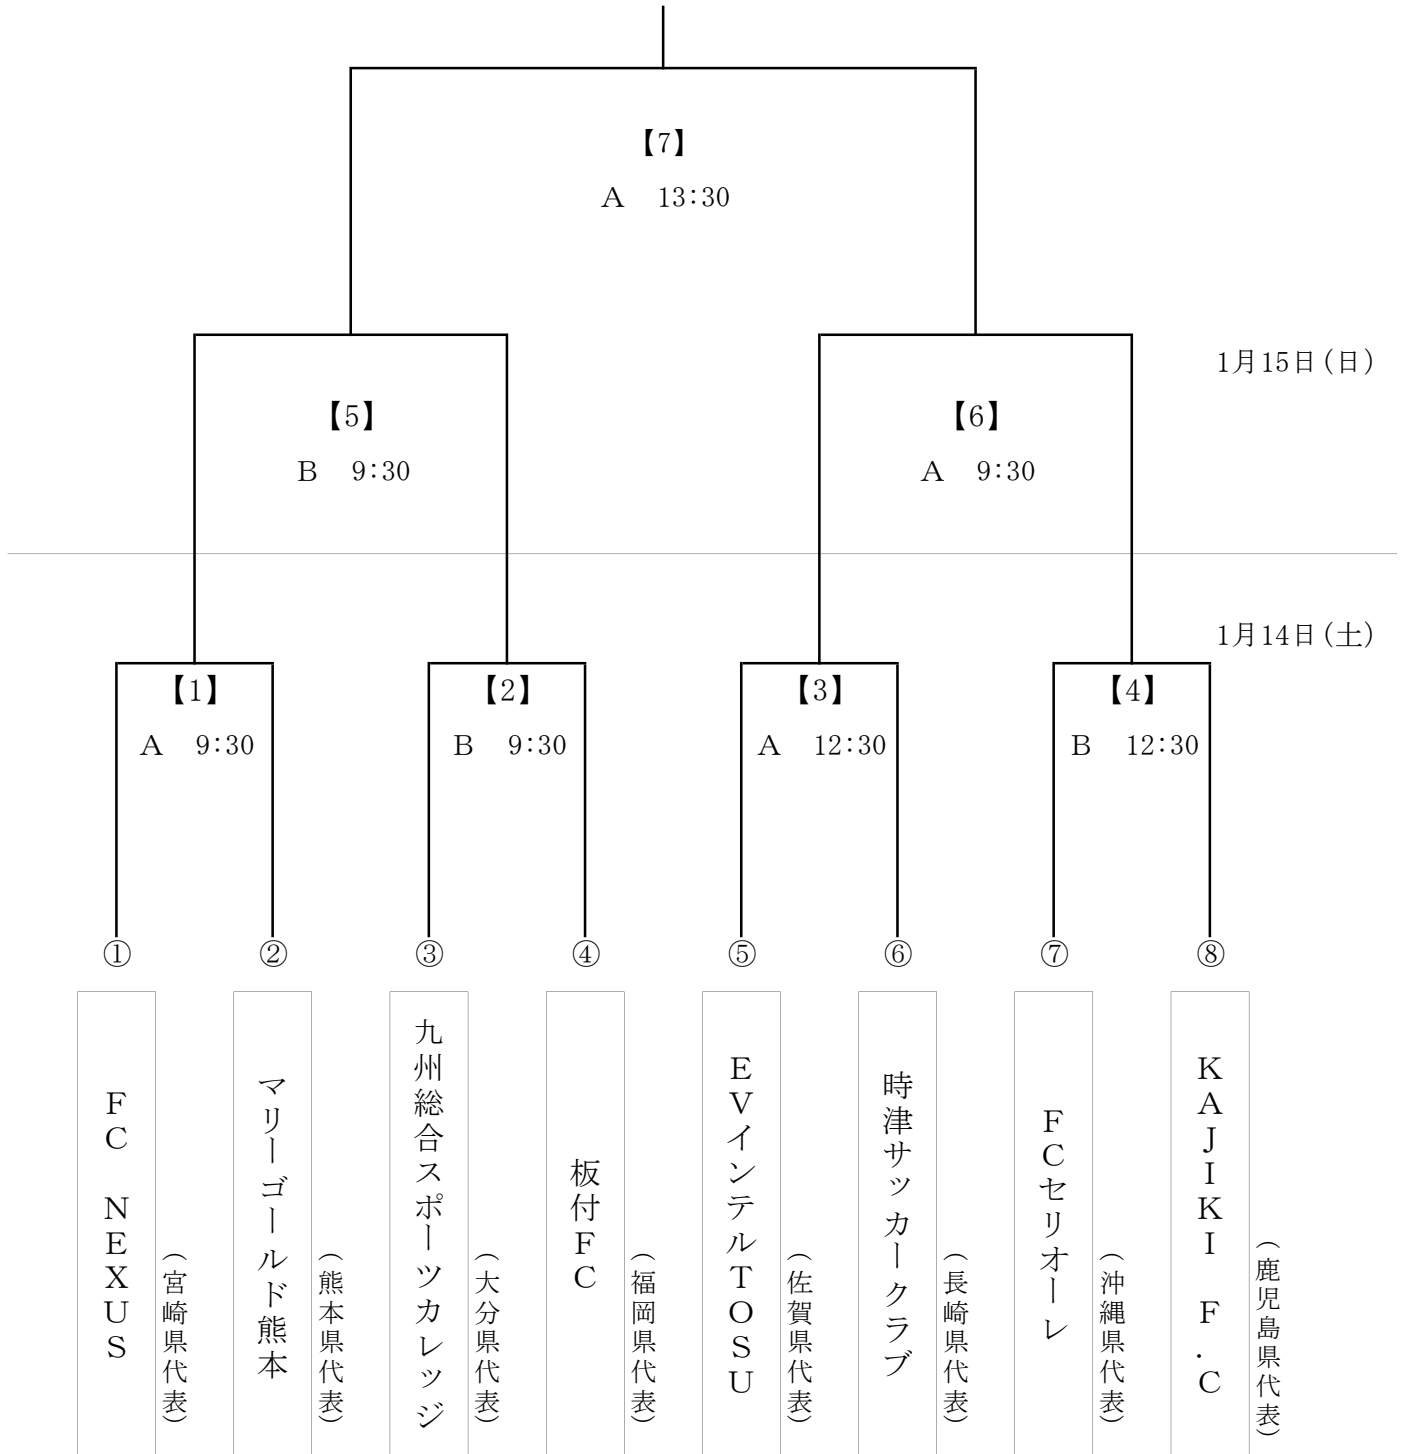 【7】
A　13:30
1月15日(日)
【5】
B　9:30
【6】
A　9:30
1月14日(土)
【1】
A　9:30
【2】
B　9:30
【3】
A　12:30
【4】
B　12:30
①
②
③
④
⑤
⑥
⑦
⑧
FC　NEXUS
(宮崎県代表)
マリーゴールド熊本
(熊本県代表)
九州総合スポーツカレッジ
(大分県代表)
板付FC
(福岡県代表)
EVインテルTOSU
(佐賀県代表)
時津サッカークラブ
(長崎県代表)
FCセリオーレ
(沖縄県代表)
KAJIKI　F.C
(鹿児島県代表)